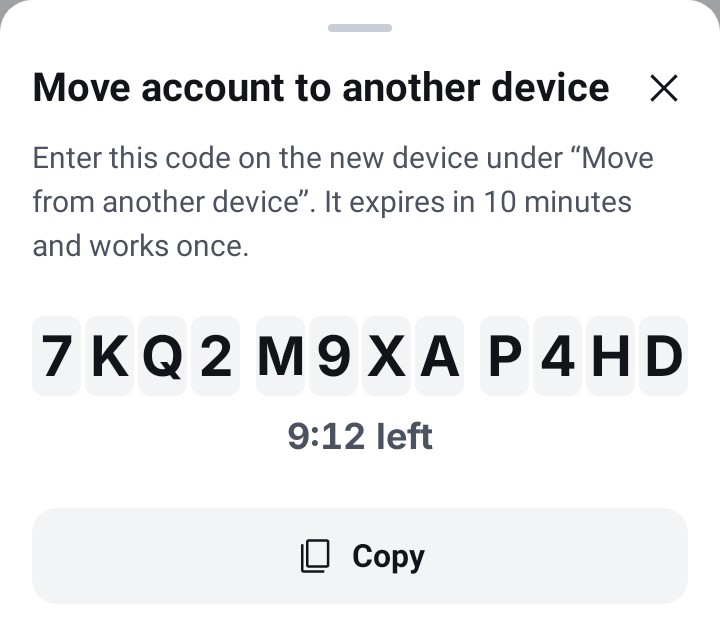 Move account to another device
Enter this code on the new device under “Move
from another device”. It expires in 10 minutes
and works once.
7KQ2 M9XA P4HD
9:12 left
Copy